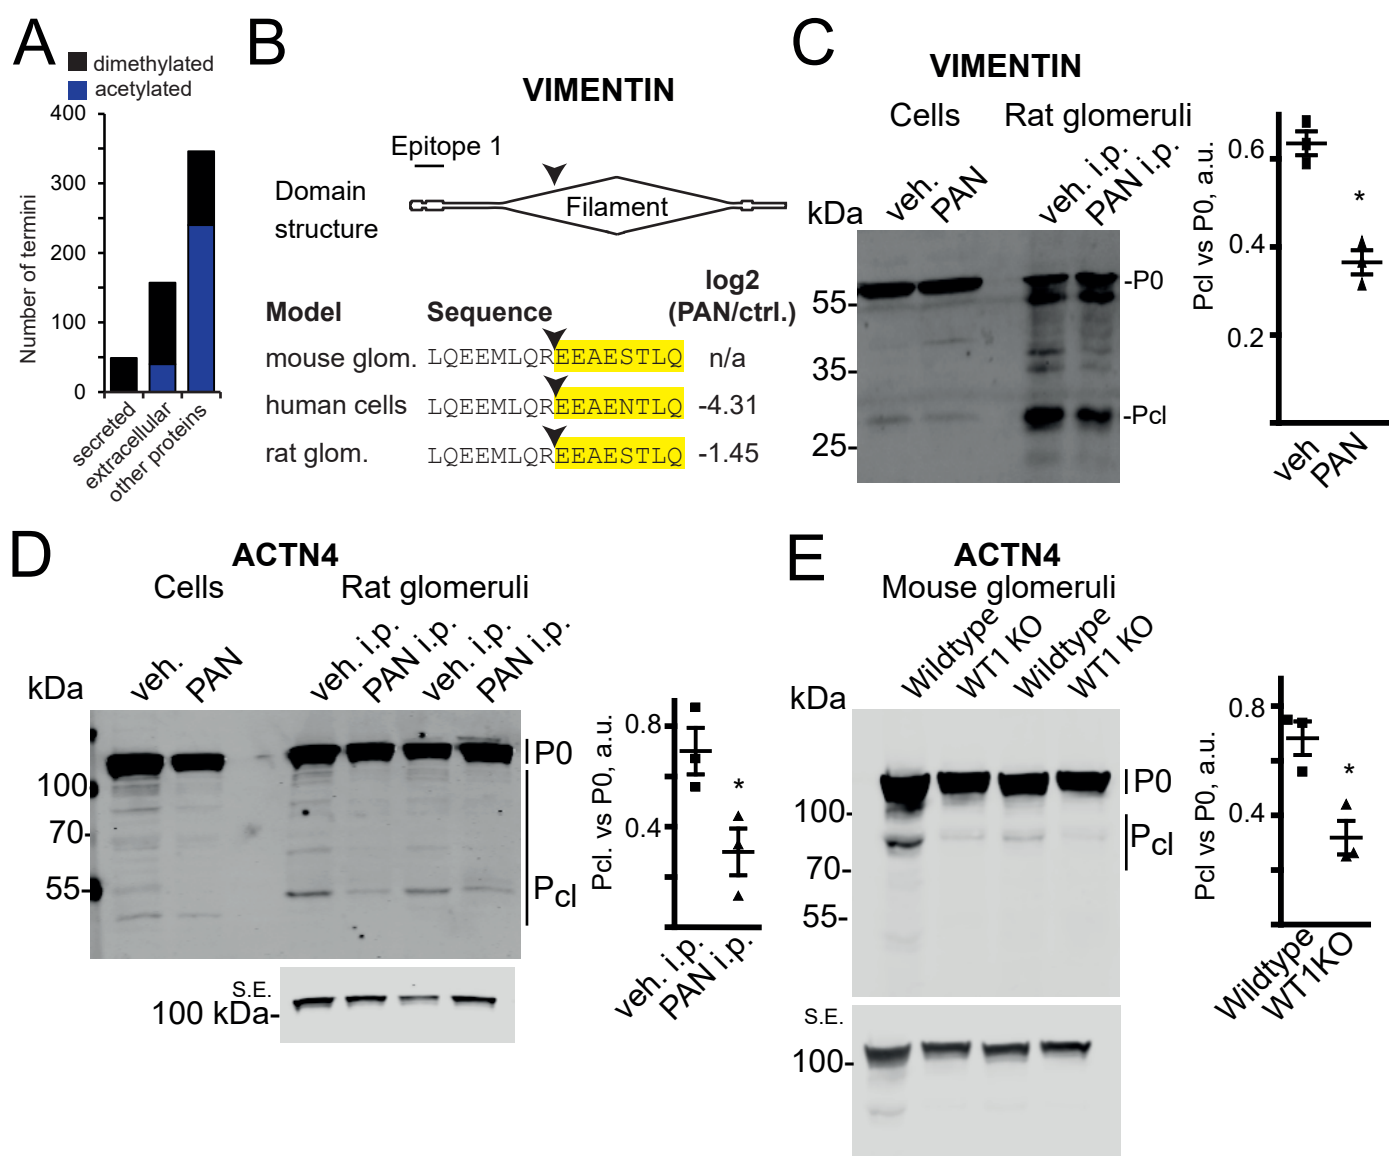 A
dimethylated
acetylated
Number of termini
400
300
200
100
0
secreted
extracellular
other proteins
B
VIMENTIN
Epitope 1
Domain
structure
Filament
Model Sequence log2
(PAN/ctrl.)
mouse glom. LQEEMLQREEAESTLQ n/a
human cells LQEEMLQREEAENTLQ -4.31
rat glom. LQEEMLQREEAESTLQ -1.45
C
VIMENTIN
Cells Rat glomeruli
kDa
veh.
PAN
veh. i.p.
PAN i.p.
55-
35-
25-
-P0
-Pcl
Pcl vs P0, a.u.
0.6
0.4
0.2
*
veh
PAN
D
ACTN4
Cells Rat glomeruli
kDa
veh.
PAN
veh. i.p.
PAN i.p.
veh. i.p.
PAN i.p.
100-
70-
55-
P0
Pcl
S.E.
100 kDa-
Pcl. vs P0, a.u.
0.8
0.4
*
veh. i.p.
PAN i.p.
E
ACTN4
Mouse glomeruli
kDa
Wildtype
WT1 KO
Wildtype
WT1 KO
100-
70-
55-
P0
Pcl
S.E.
100-
Pcl vs P0, a.u.
0.8
0.4
*
Wildtype
WT1KO